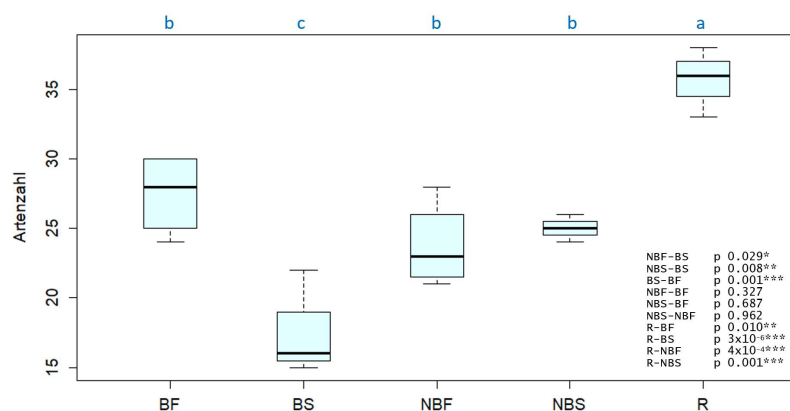 b c b b a
35
30
25
20
15
Artenzahl
NBF-BS p 0.029*
NBS-BS p 0.008**
BS-BF p 0.001***
NBF-BF p 0.327
NBS-BF p 0.687
NBS-NBF p 0.962
R-BF p 0.010**
R-BS p 3x10⁻⁶***
R-NBF p 4x10⁻⁴***
R-NBS p 0.001***
BF BS NBF NBS R